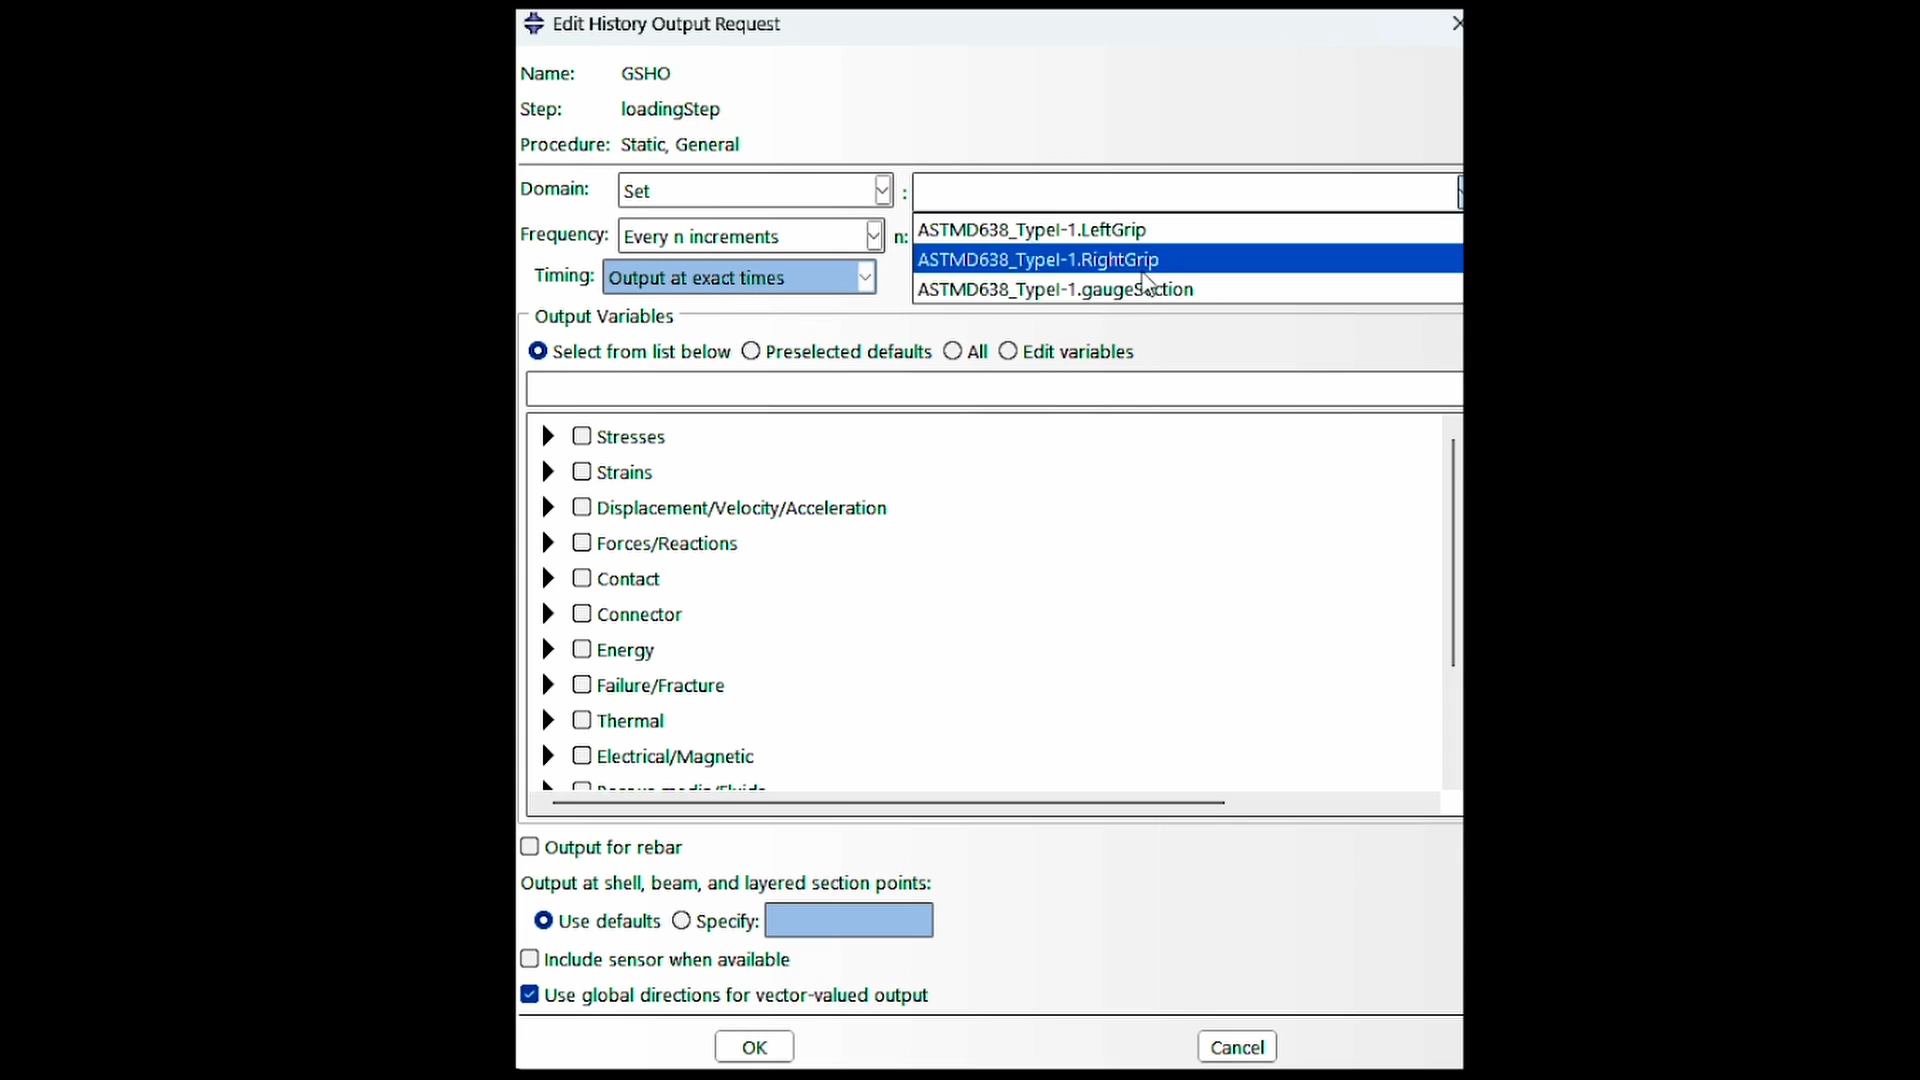 Edit History Output Request
Name: GSHO
Step: loadingStep
Procedure: Static, General
Domain: Set :
Frequency: Every n increments n:
Timing: Output at exact times
ASTMD638_TypeI-1.LeftGrip
ASTMD638_TypeI-1.RightGrip
ASTMD638_TypeI-1.gaugeSection
Output Variables
Select from list below Preselected defaults All Edit variables
Stresses
Strains
Displacement/Velocity/Acceleration
Forces/Reactions
Contact
Connector
Energy
Failure/Fracture
Thermal
Electrical/Magnetic
Porous media/Fluids
Output for rebar
Output at shell, beam, and layered section points:
Use defaults Specify:
Include sensor when available
Use global directions for vector-valued output
OK Cancel